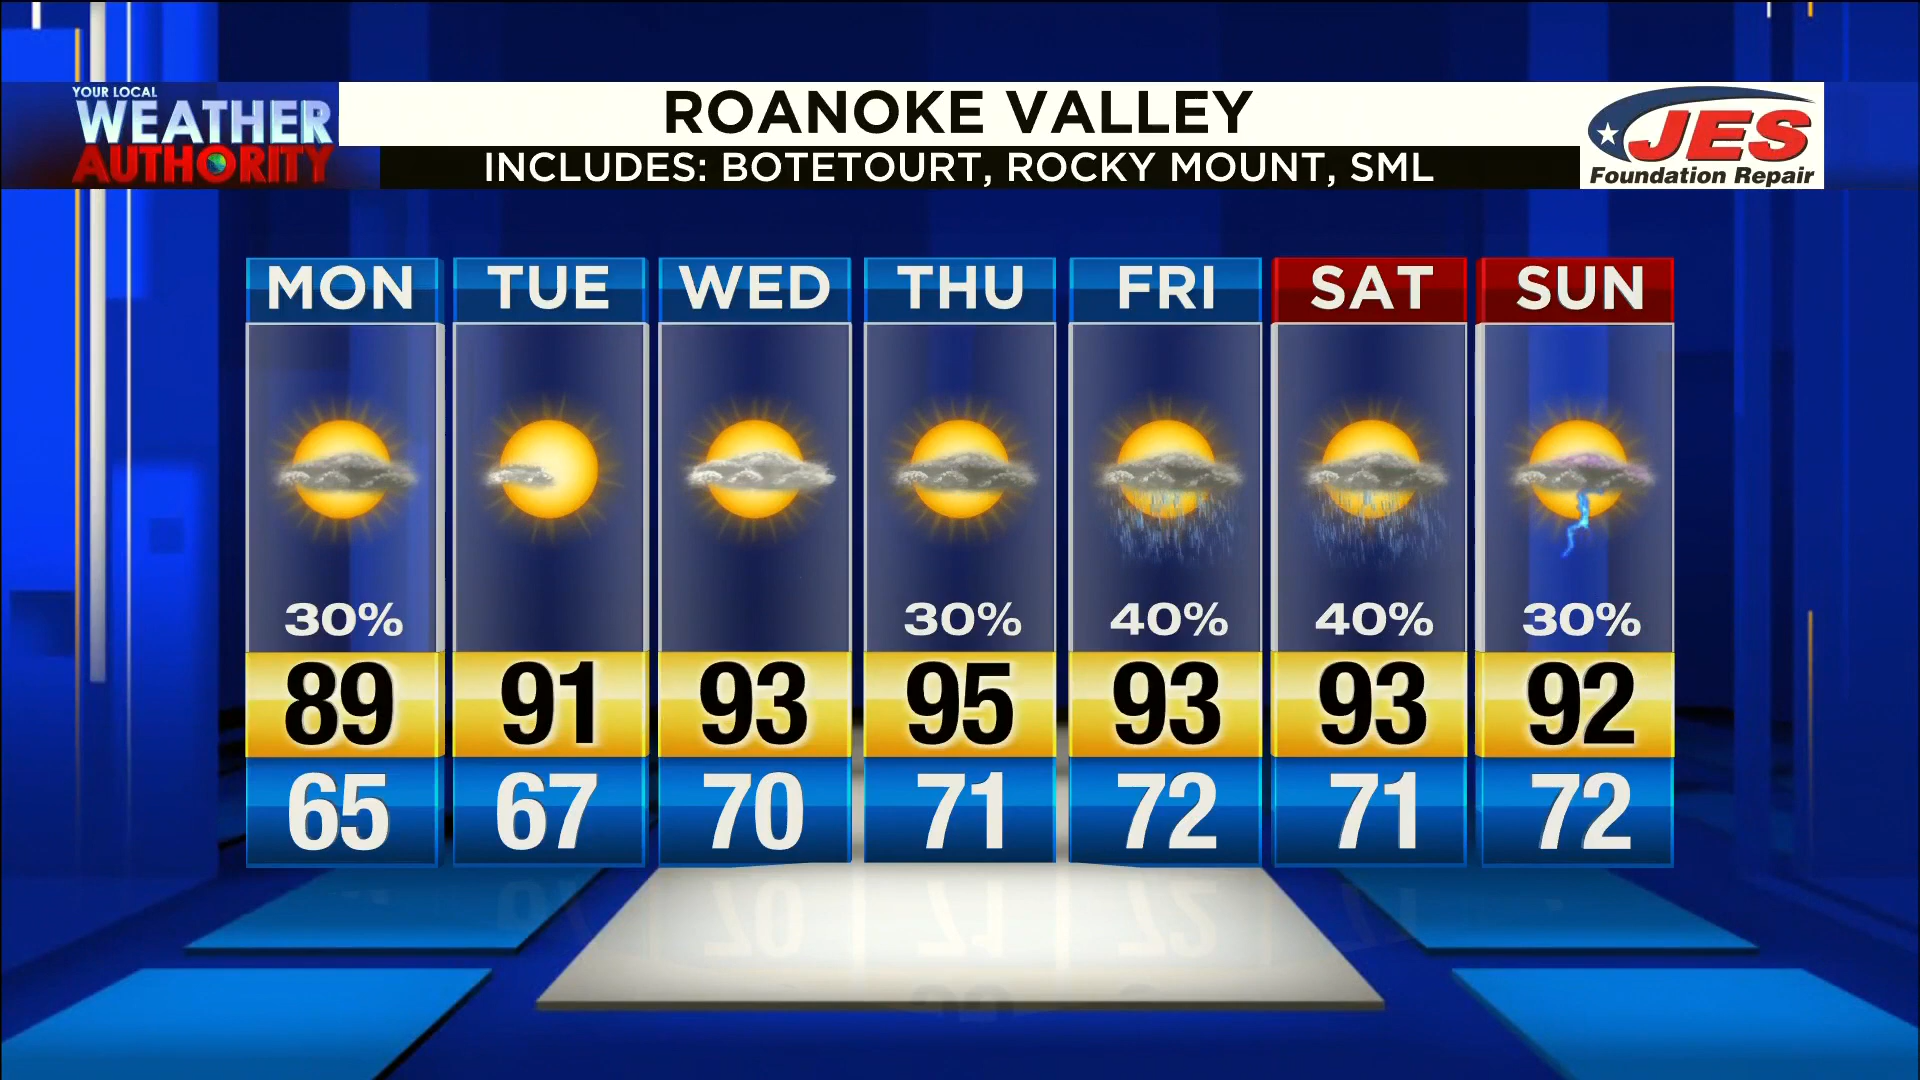 YOUR LOCAL
WEATHER
AUTHORITY
ROANOKE VALLEY
INCLUDES: BOTETOURT, ROCKY MOUNT, SML
JES
Foundation Repair
MON TUE WED THU FRI SAT SUN
30% 30% 40% 40% 30%
89 91 93 95 93 93 92
65 67 70 71 72 71 72